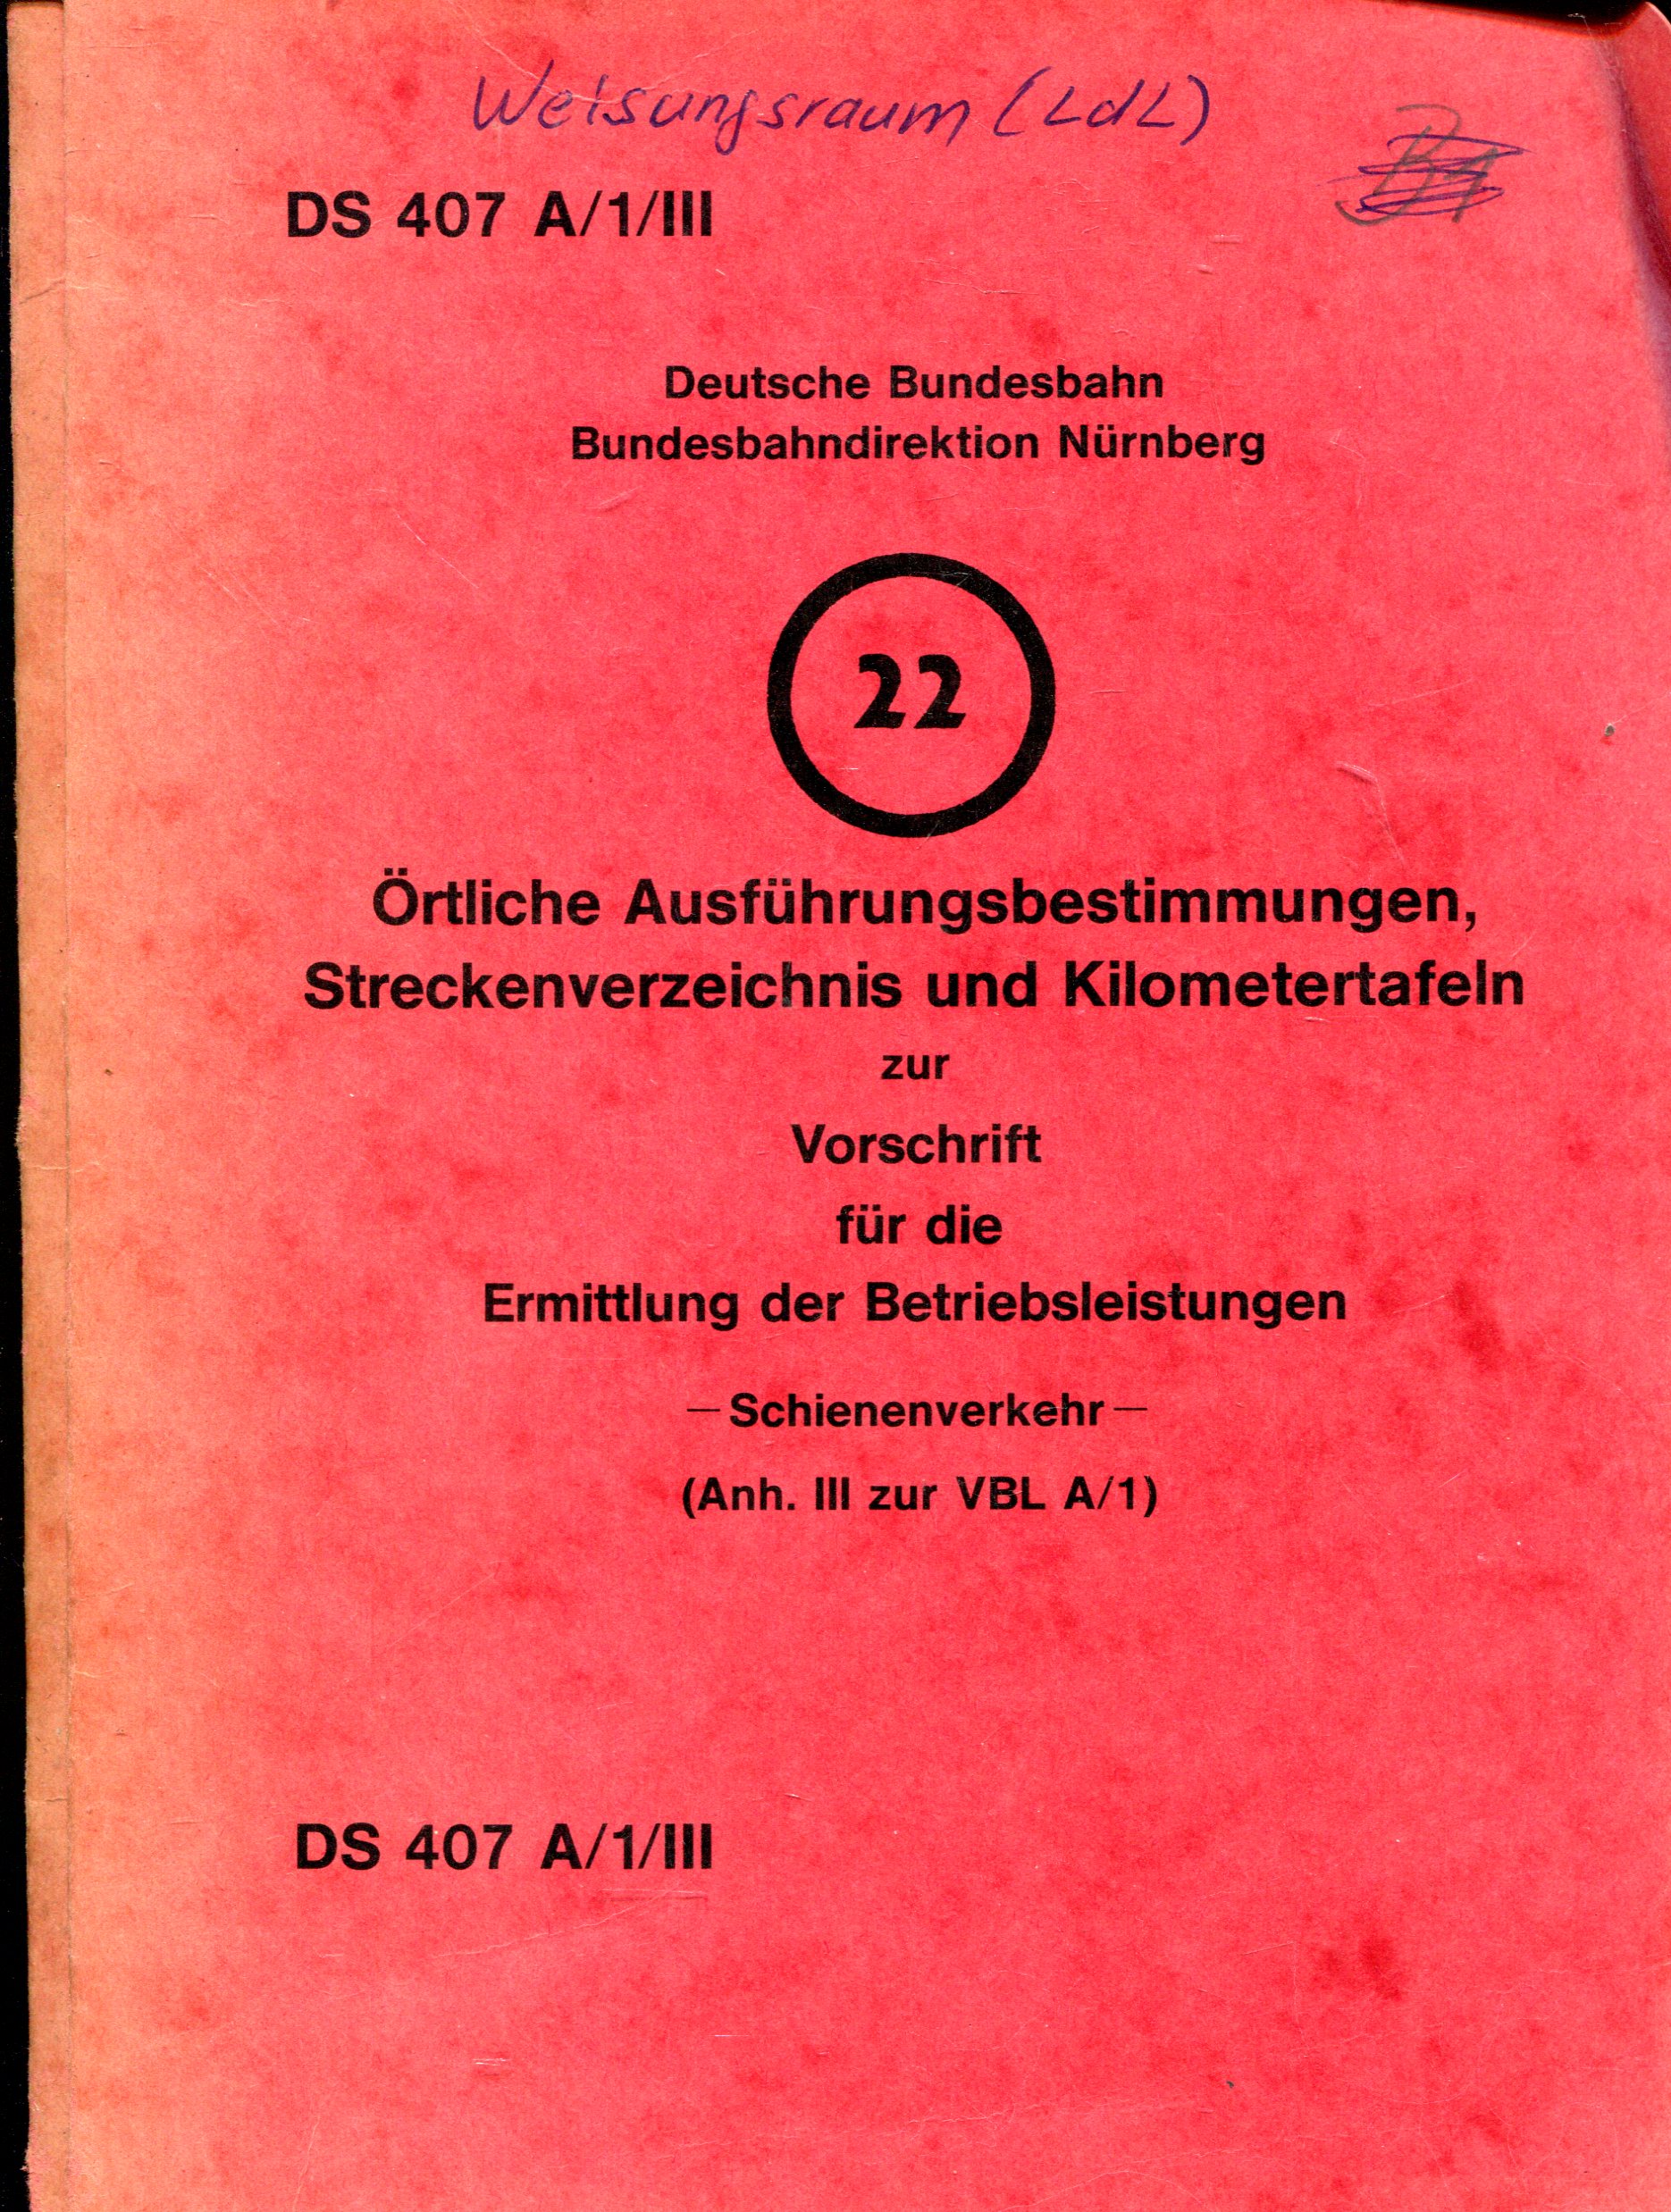 Weisungsraum (LdL)
DS 407 A/1/III
Deutsche Bundesbahn
Bundesbahndirektion Nürnberg
22
Örtliche Ausführungsbestimmungen,
Streckenverzeichnis und Kilometertafeln
zur
Vorschrift
für die
Ermittlung der Betriebsleistungen
— Schienenverkehr —
(Anh. III zur VBL A/1)
DS 407 A/1/III